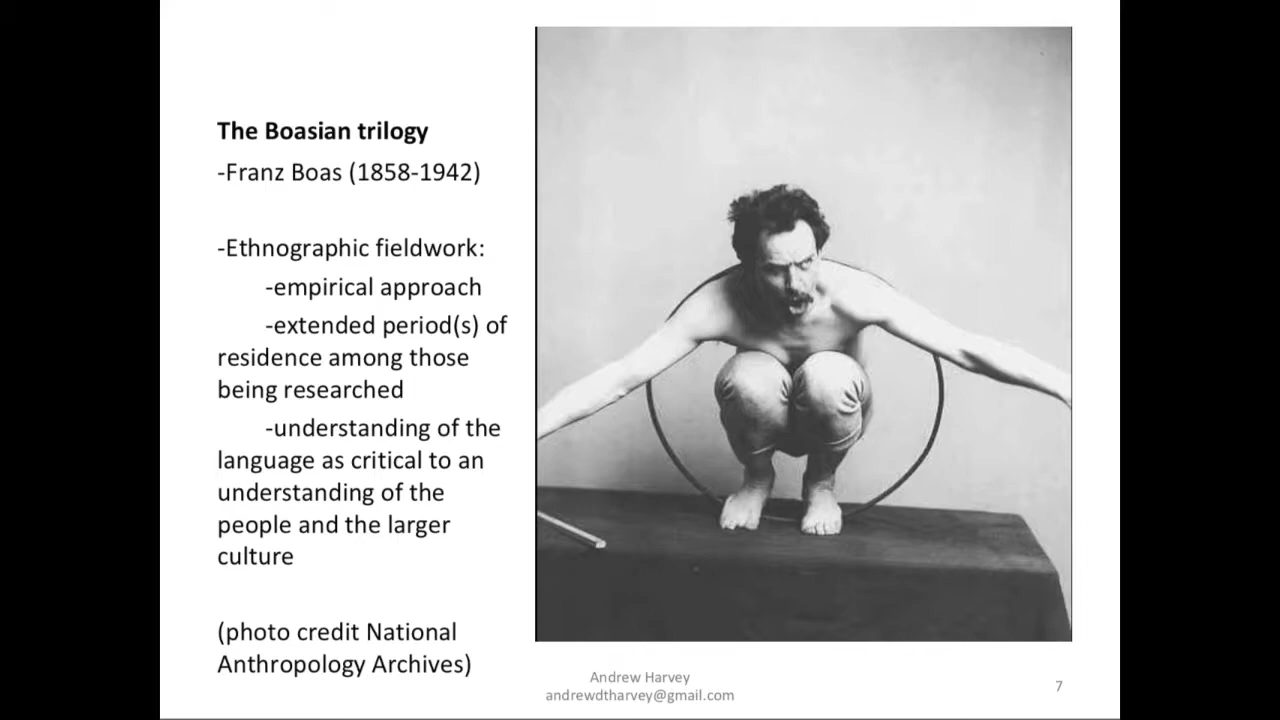 The Boasian trilogy
-Franz Boas (1858-1942)
-Ethnographic fieldwork:
-empirical approach
-extended period(s) of
residence among those
being researched
-understanding of the
language as critical to an
understanding of the
people and the larger
culture
(photo credit National
Anthropology Archives)
Andrew Harvey
andrewdtharvey@gmail.com
7